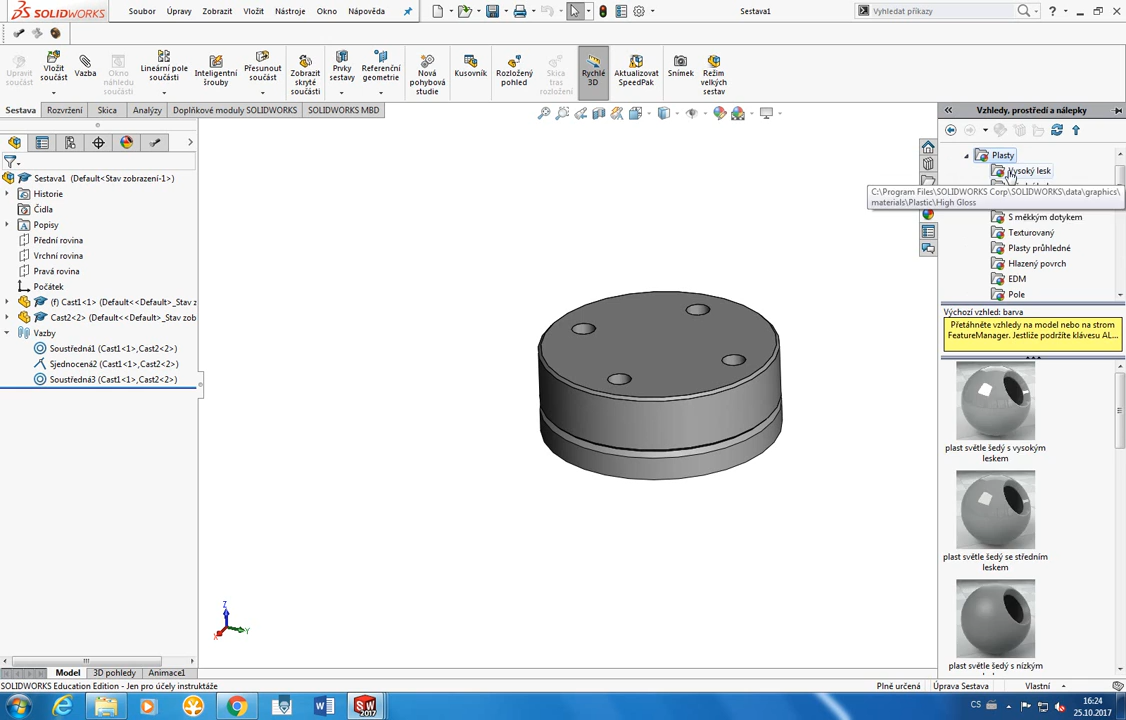 SOLIDWORKS
Soubor Úpravy Zobrazit Vložit Nástroje Okno Nápověda
Sestava1
Vyhledat příkazy
Upravit součást
Vložit součást
Vazba
Okno náhledu součásti
Lineární pole součásti
Inteligentní šrouby
Přesunout součást
Zobrazit skryté součásti
Prvky sestavy
Referenční geometrie
Nová pohybová studie
Kusovník
Rozložený pohled
Skica tras rozložení
Rychlé 3D
Aktualizovat SpeedPak
Snímek
Režim velkých sestav
Sestava Rozvržení Skica Analýzy Doplňkové moduly SOLIDWORKS SOLIDWORKS MBD
Sestava1 (Default<Stav zobrazení-1>)
Historie
Čidla
Popisy
Přední rovina
Vrchní rovina
Pravá rovina
Počátek
(f) Cast1<1> (Default<<Default>_Stav z
Cast2<2> (Default<<Default>_Stav zob
Vazby
Soustředná1 (Cast1<1>,Cast2<2>)
Sjednocená2 (Cast1<1>,Cast2<2>)
Soustředná3 (Cast1<1>,Cast2<2>)
Z
X
Y
Vzhledy, prostředí a nálepky
Plasty
Vysoký lesk
C:\Program Files\SOLIDWORKS Corp\SOLIDWORKS\data\graphics\
materials\Plastic\High Gloss
S měkkým dotykem
Texturovaný
Plasty průhledné
Hlazený povrch
EDM
Pole
Výchozí vzhled: barva
Přetáhněte vzhledy na model nebo na strom
FeatureManager. Jestliže podržíte klávesu AL...
plast světle šedý s vysokým
leskem
plast světle šedý se středním
leskem
plast světle šedý s nízkým
Model 3D pohledy Animace1
SOLIDWORKS Education Edition - Jen pro účely instruktáže
Plně určená Úprava Sestava Vlastní
SW
2017
CS
16:24
25.10.2017